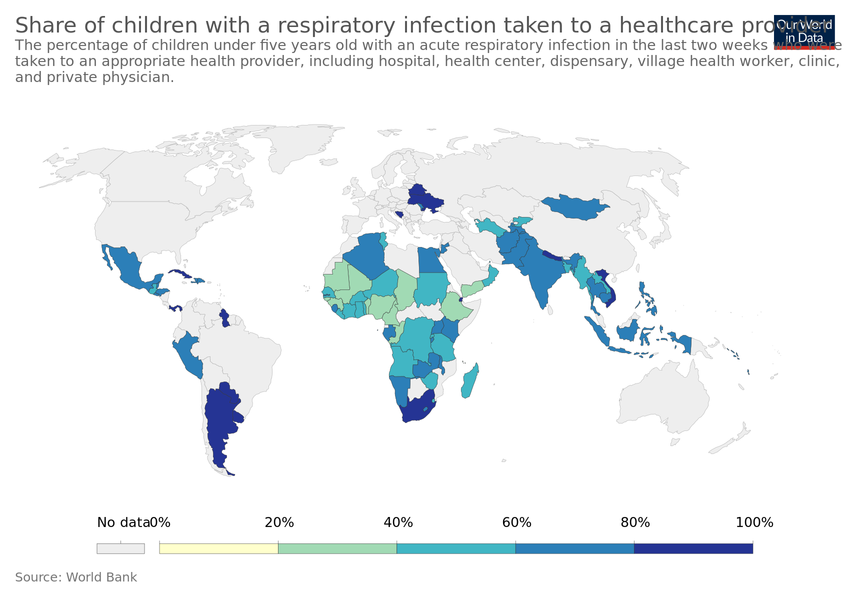 Share of children with a respiratory infection taken to a healthcare provider
Our World
in Data
The percentage of children under five years old with an acute respiratory infection in the last two weeks who were
taken to an appropriate health provider, including hospital, health center, dispensary, village health worker, clinic,
and private physician.
No data 0% 20% 40% 60% 80% 100%
Source: World Bank